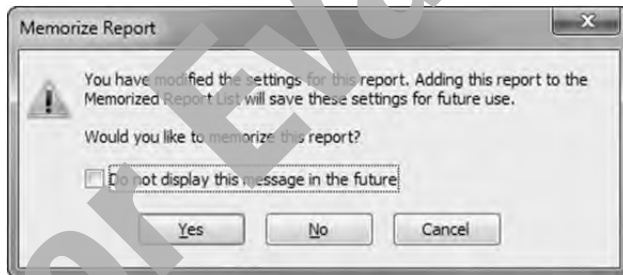 Memorize Report
You have modified the settings for this report. Adding this report to the
Memorized Report List will save these settings for future use.
Would you like to memorize this report?
Do not display this message in the future
Yes No Cancel